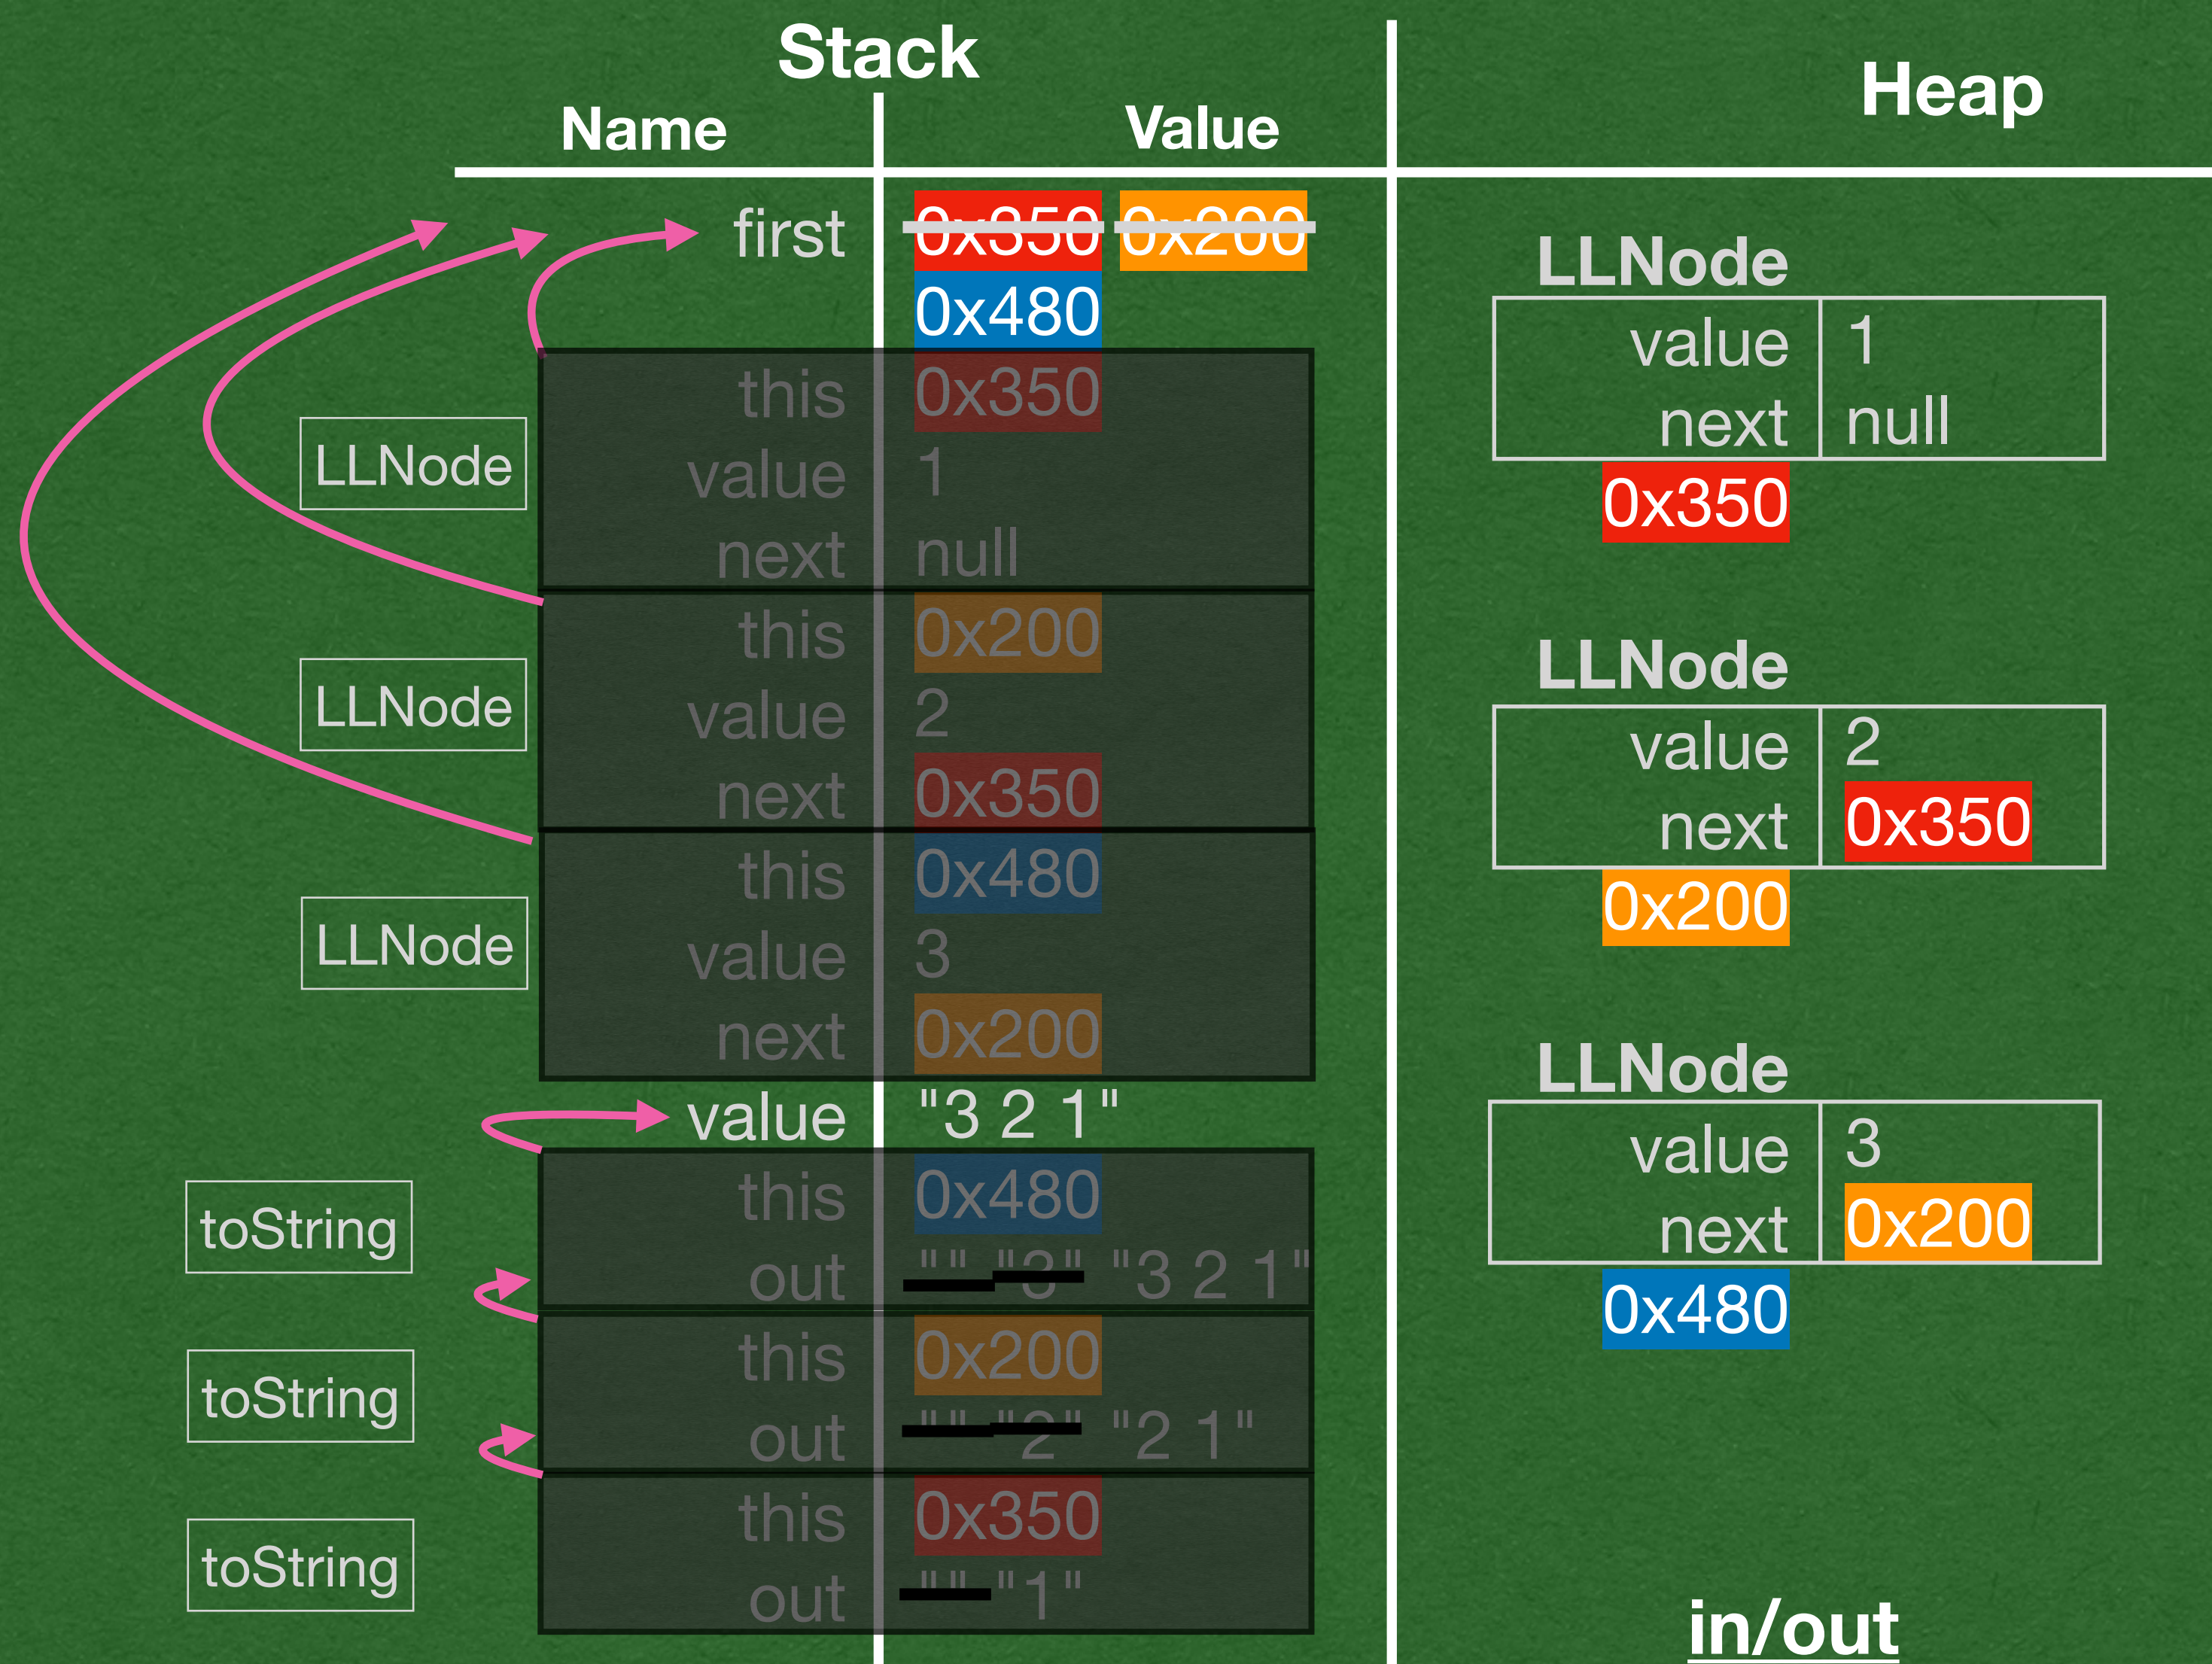 Stack
Heap
Name Value
first 0x350 0x200
0x480
LLNode
this 0x350
value 1
next null
LLNode
this 0x200
value 2
next 0x350
LLNode
this 0x480
value 3
next 0x200
value "3 2 1"
toString
this 0x480
out "" "3" "3 2 1"
toString
this 0x200
out "" "2" "2 1"
toString
this 0x350
out "" "1"
LLNode
value 1
next null
0x350
LLNode
value 2
next 0x350
0x200
LLNode
value 3
next 0x200
0x480
in/out